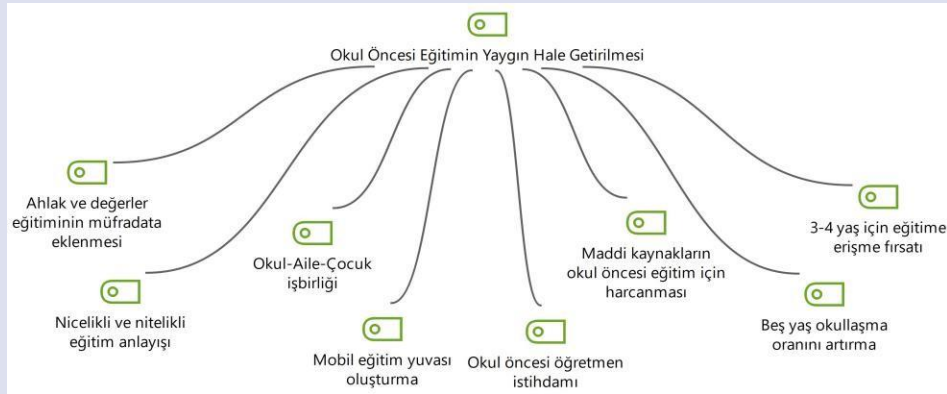 Okul Öncesi Eğitimin Yaygın Hale Getirilmesi
Ahlak ve değerler
eğitiminin müfradata
eklenmesi
Nicelikli ve nitelikli
eğitim anlayışı
Okul-Aile-Çocuk
işbirliği
Mobil eğitim yuvası
oluşturma
Okul öncesi öğretmen
istihdamı
Maddi kaynakların
okul öncesi eğitim için
harcanması
Beş yaş okullaşma
oranını artırma
3-4 yaş için eğitime
erişme fırsatı